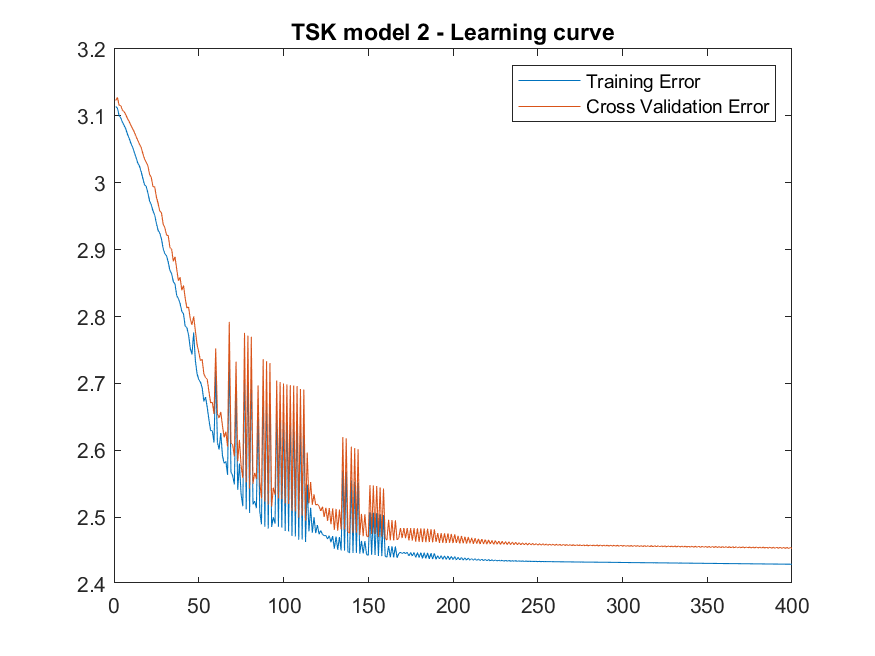 TSK model 2 - Learning curve
3.2
3.1
3
2.9
2.8
2.7
2.6
2.5
2.4
Training Error
Cross Validation Error
0 50 100 150 200 250 300 350 400